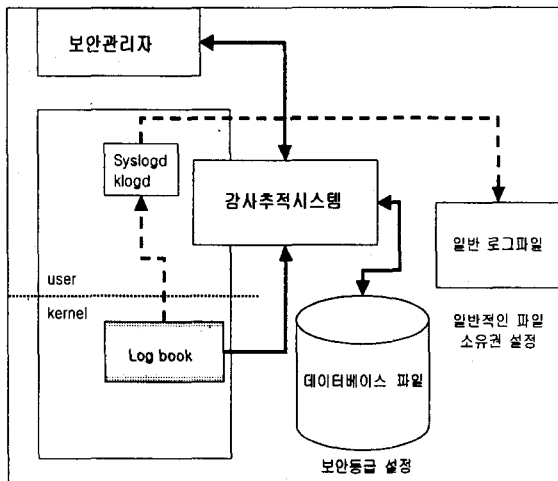 보안관리자
Syslogd
klogd
감사추적시스템
일반 로그파일
user
kernel
일반적인 파일
소유권 설정
Log book
데이터베이스 파일
보안등급 설정